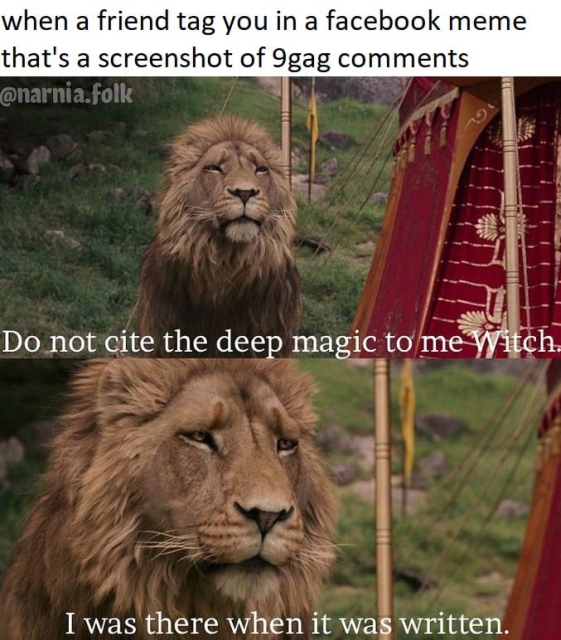 when a friend tag you in a facebook meme
that's a screenshot of 9gag comments
@narnia.folk
Do not cite the deep magic to me Witch.
I was there when it was written.